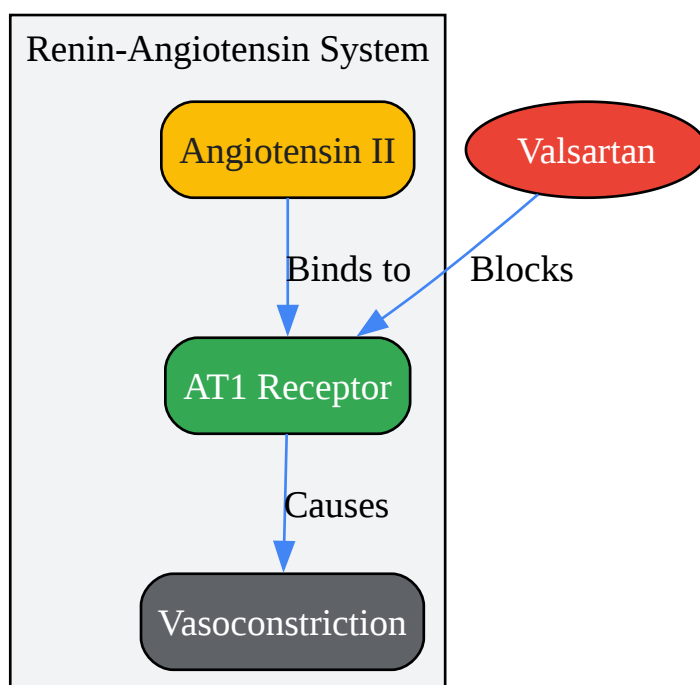 Renin-Angiotensin System
Angiotensin II
Valsartan
Binds to
Blocks
AT1 Receptor
Causes
Vasoconstriction